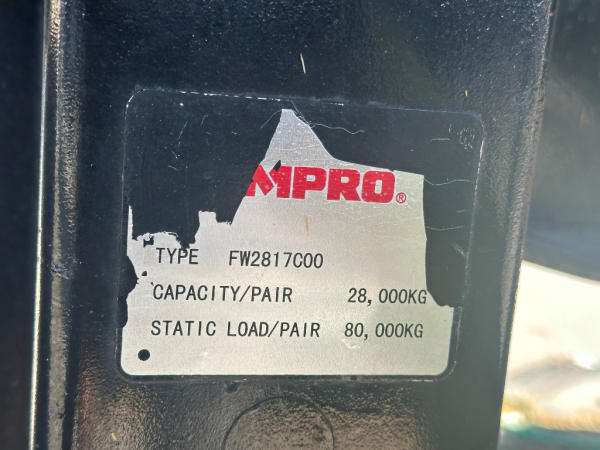 MPRO®
TYPE FW2817C00
CAPACITY/PAIR 28,000KG
STATIC LOAD/PAIR 80,000KG